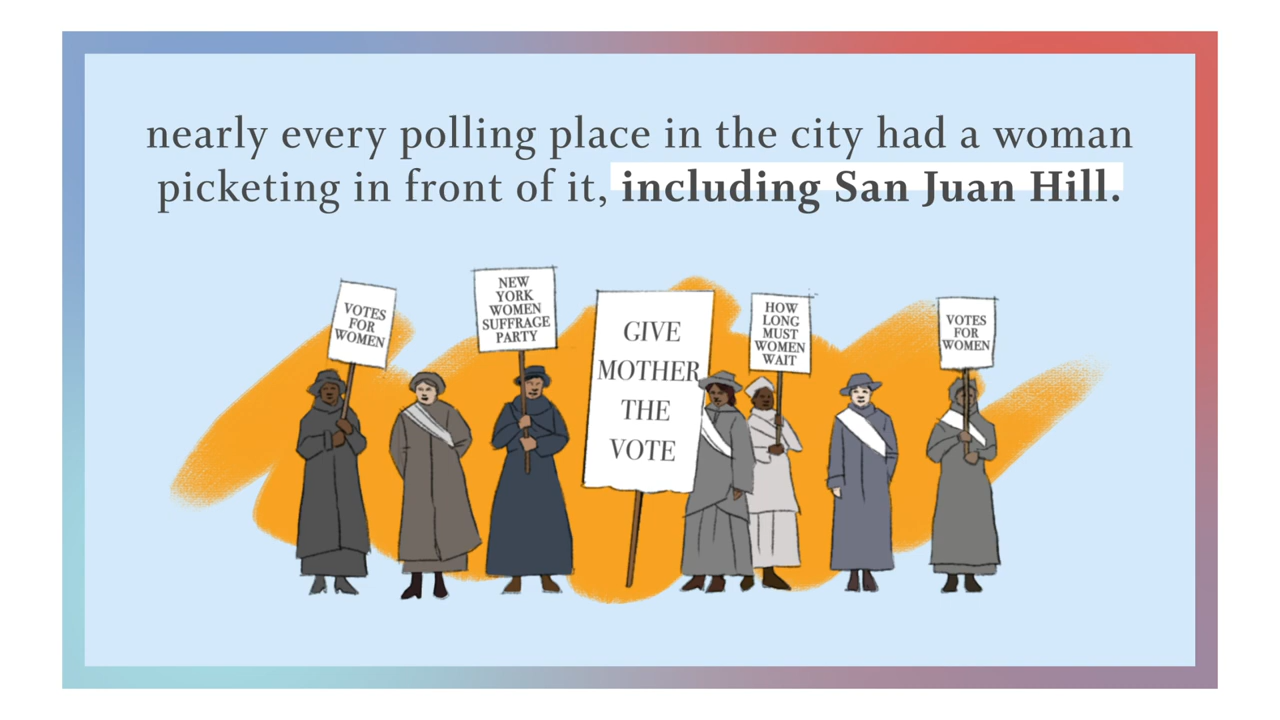 nearly every polling place in the city had a woman
picketing in front of it, including San Juan Hill.
VOTES
FOR
WOMEN
NEW
YORK
WOMEN
SUFFRAGE
PARTY
GIVE
MOTHER
THE
VOTE
HOW
LONG
MUST
WOMEN
WAIT
VOTES
FOR
WOMEN